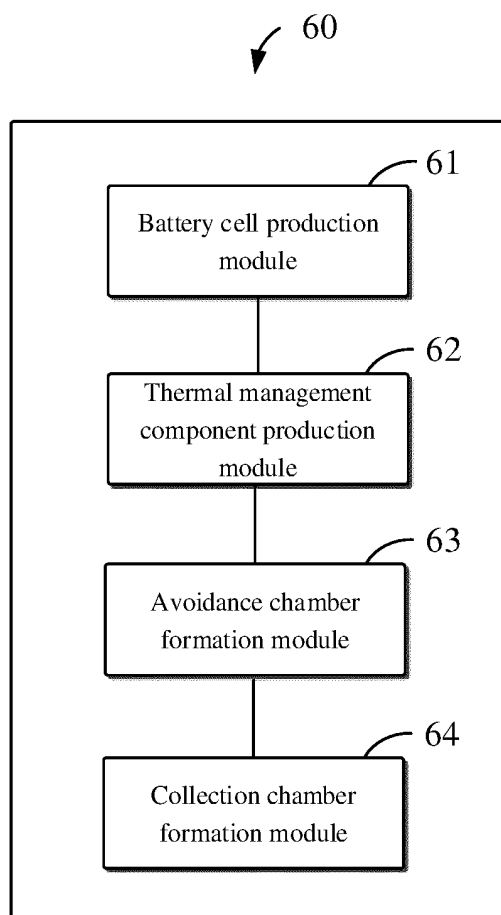 60
61
Battery cell production
module
62
Thermal management
component production
module
63
Avoidance chamber
formation module
64
Collection chamber
formation module